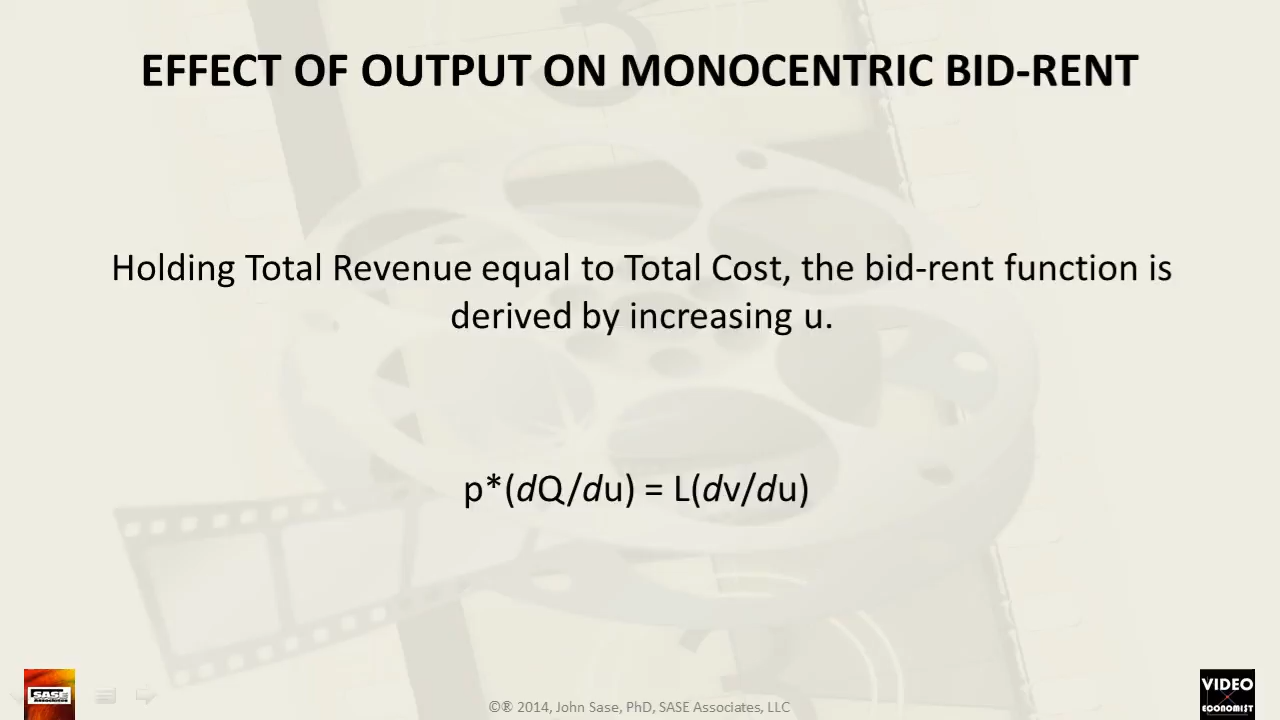 EFFECT OF OUTPUT ON MONOCENTRIC BID-RENT
Holding Total Revenue equal to Total Cost, the bid-rent function is
derived by increasing u.
p*(dQ/du) = L(dv/du)
SASE
Associates
©® 2014, John Sase, PhD, SASE Associates, LLC
VIDEO
ECONOMIST